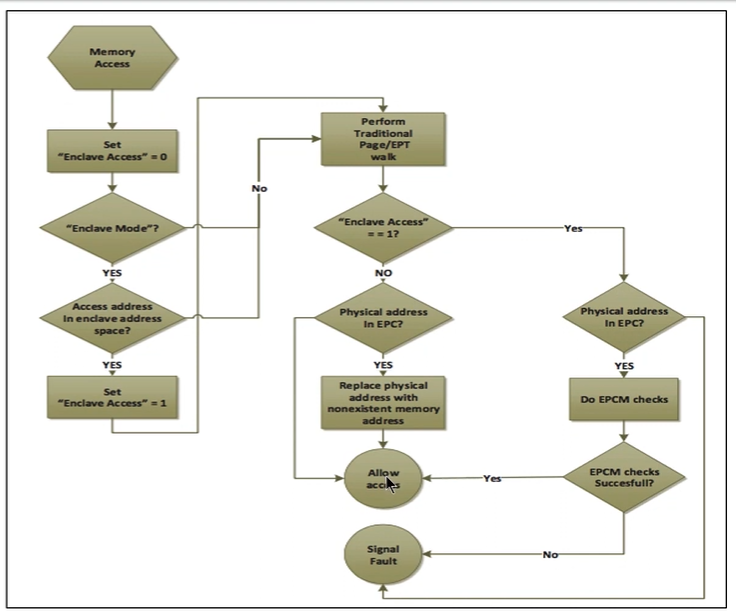 Memory
Access
Set
“Enclave Access” = 0
“Enclave Mode”?
YES
Access address
in enclave address
space?
YES
Set
“Enclave Access” = 1
No
Perform
Traditional
Page/EPT
walk
“Enclave Access”
= = 1?
NO
Physical address
In EPC?
YES
Replace physical
address with
nonexistent memory
address
Allow
access
Signal
Fault
Yes
Physical address
In EPC?
YES
Do EPCM checks
EPCM checks
Succesfull?
Yes
No